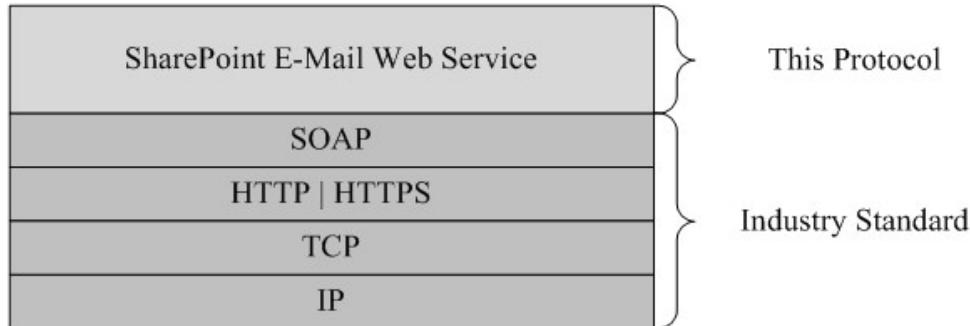 SharePoint E-Mail Web Service
This Protocol
SOAP
HTTP | HTTPS
TCP
IP
Industry Standard